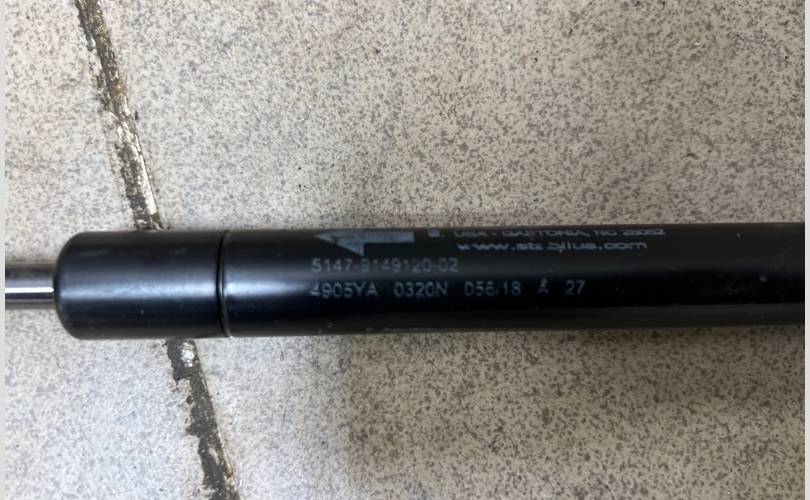 USA - GASTONIA, NC 28052
www.stabilus.com
5147-9149120-02
4905YA 0320N 056/18 A 27